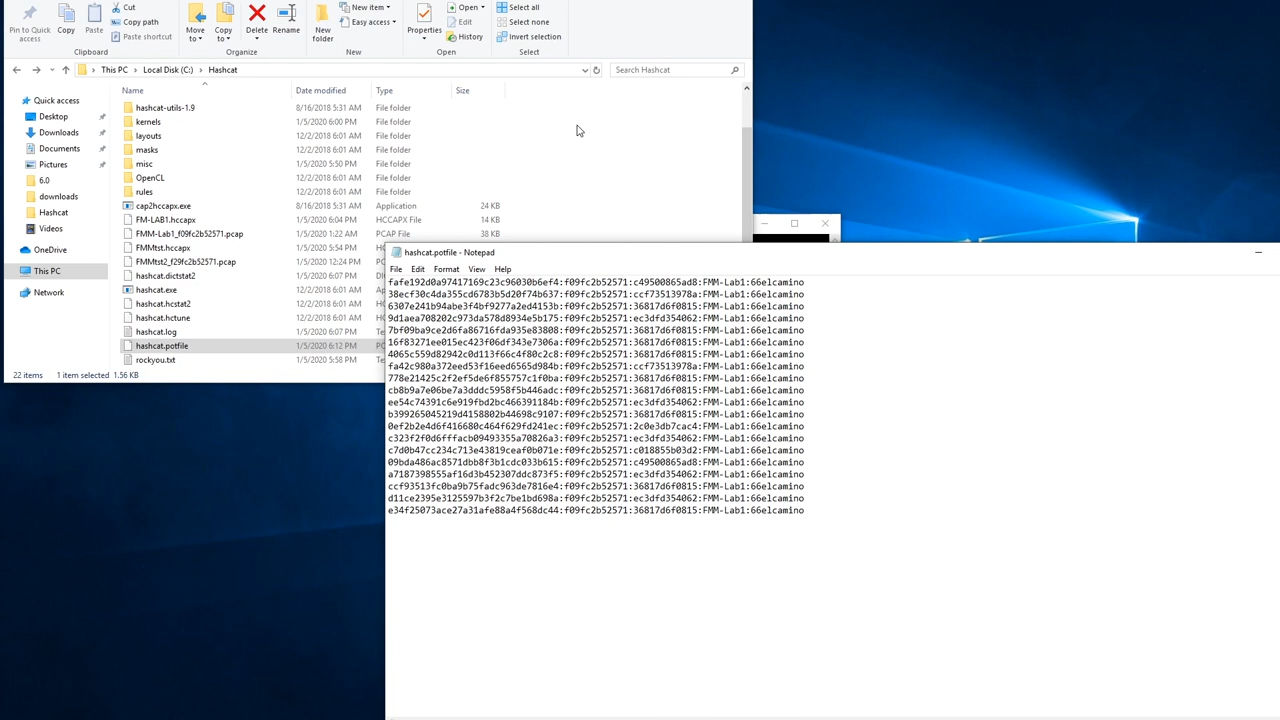 Pin to Quick access
Copy
Paste
Cut
Copy path
Paste shortcut
Clipboard
Move to
Copy to
Delete
Rename
Organize
New folder
New item
Easy access
New
Properties
Open
Edit
History
Open
Select all
Select none
Invert selection
Select
This PC > Local Disk (C:) > Hashcat
Search Hashcat
Name Date modified Type Size
Quick access
Desktop
Downloads
Documents
Pictures
6.0
downloads
Hashcat
Videos
OneDrive
This PC
Network
hashcat-utils-1.9 8/16/2018 5:31 AM File folder
kernels 1/5/2020 6:00 PM File folder
layouts 12/2/2018 6:01 AM File folder
masks 12/2/2018 6:01 AM File folder
misc 1/5/2020 5:50 PM File folder
OpenCL 12/2/2018 6:01 AM File folder
rules 12/2/2018 6:01 AM File folder
cap2hccapx.exe 8/16/2018 5:31 AM Application 24 KB
FM-LAB1.hccapx 1/5/2020 6:04 PM HCCAPX File 14 KB
FMM-Lab1_f09fc2b52571.pcap 1/5/2020 1:22 AM PCAP File 38 KB
FMMtst.hccapx 1/5/2020 5:54 PM
FMMtst2_f29fc2b52571.pcap 1/5/2020 12:24 PM
hashcat.dictstat2 1/5/2020 6:07 PM
hashcat.exe 12/2/2018 6:01 AM
hashcat.hcstat2 12/2/2018 6:01 AM
hashcat.hctune 12/2/2018 6:01 AM
hashcat.log 1/5/2020 6:07 PM
hashcat.potfile 1/5/2020 6:12 PM
rockyou.txt 1/5/2020 5:58 PM
22 items 1 item selected 1.56 KB
hashcat.potfile - Notepad
File Edit Format View Help
fafe192d0a97417169c23c96030b6ef4:f09fc2b52571:c49500865ad8:FMM-Lab1:66elcamino
38ecf30c4da355cd6783b5d20f74b637:f09fc2b52571:ccf73513978a:FMM-Lab1:66elcamino
6307e241b94abe3f4bf9277a2ed4153b:f09fc2b52571:36817d6f0815:FMM-Lab1:66elcamino
9d1aea708202c973da578d8934e5b175:f09fc2b52571:ec3dfd354062:FMM-Lab1:66elcamino
7bf09ba9ce2d6fa86716fda935e83808:f09fc2b52571:36817d6f0815:FMM-Lab1:66elcamino
16f83271ee015ec423f06df343e7306a:f09fc2b52571:36817d6f0815:FMM-Lab1:66elcamino
4065c559d82942c0d113f66c4f80c2c8:f09fc2b52571:36817d6f0815:FMM-Lab1:66elcamino
fa42c980a372eed53f16eed6565d984b:f09fc2b52571:ccf73513978a:FMM-Lab1:66elcamino
778e21425c2f2ef5de6f855757c1f0ba:f09fc2b52571:36817d6f0815:FMM-Lab1:66elcamino
cb8b9a7e06be7a3dddc5958f5b446adc:f09fc2b52571:36817d6f0815:FMM-Lab1:66elcamino
ee54c74391c6e919fbd2bc466391184b:f09fc2b52571:ec3dfd354062:FMM-Lab1:66elcamino
b399265045219d4158802b44698c9107:f09fc2b52571:36817d6f0815:FMM-Lab1:66elcamino
0ef2b2e4d6f416680c464f629fd241ec:f09fc2b52571:2c0e3db7cac4:FMM-Lab1:66elcamino
c323f2f0d6fffacb09493355a70826a3:f09fc2b52571:ec3dfd354062:FMM-Lab1:66elcamino
c7d0b47cc234c713e43819ceaf0b071e:f09fc2b52571:c018855b03d2:FMM-Lab1:66elcamino
09bda486ac8571dbb8f3b1cdc033b615:f09fc2b52571:c49500865ad8:FMM-Lab1:66elcamino
a7187398555af16d3b452307ddc873f5:f09fc2b52571:ec3dfd354062:FMM-Lab1:66elcamino
ccf93513fc0ba9b75fadc963de7816e4:f09fc2b52571:36817d6f0815:FMM-Lab1:66elcamino
d11ce2395e3125597b3f2c7be1bd698a:f09fc2b52571:ec3dfd354062:FMM-Lab1:66elcamino
e34f25073ace27a31afe88a4f568dc44:f09fc2b52571:36817d6f0815:FMM-Lab1:66elcamino